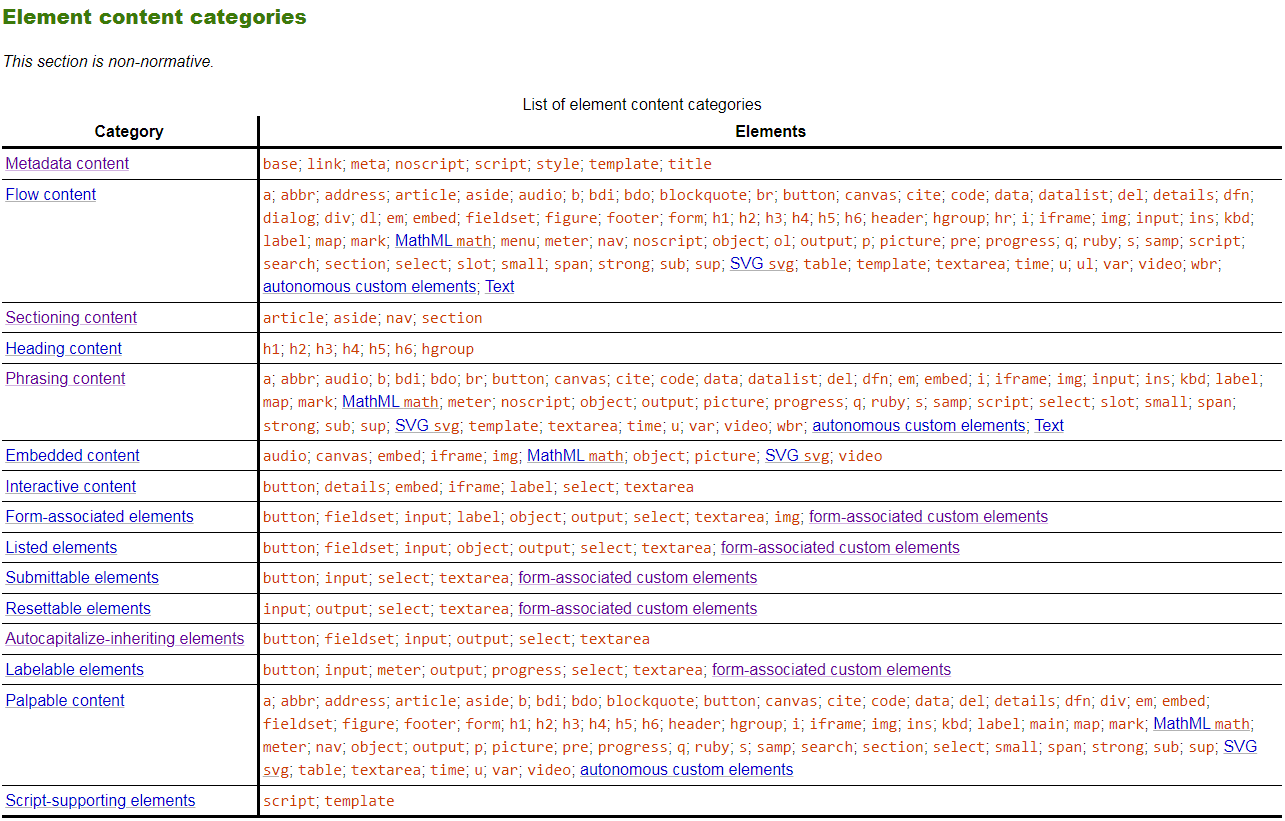 Element content categories
This section is non-normative.
List of element content categories
Category Elements
Metadata content base; link; meta; noscript; script; style; template; title
Flow content a; abbr; address; article; aside; audio; b; bdi; bdo; blockquote; br; button; canvas; cite; code; data; datalist; del; details; dfn;
dialog; div; dl; em; embed; fieldset; figure; footer; form; h1; h2; h3; h4; h5; h6; header; hgroup; hr; i; iframe; img; input; ins; kbd;
label; map; mark; MathML math; menu; meter; nav; noscript; object; ol; output; p; picture; pre; progress; q; ruby; s; samp; script;
search; section; select; slot; small; span; strong; sub; sup; SVG svg; table; template; textarea; time; u; ul; var; video; wbr;
autonomous custom elements; Text
Sectioning content article; aside; nav; section
Heading content h1; h2; h3; h4; h5; h6; hgroup
Phrasing content a; abbr; audio; b; bdi; bdo; br; button; canvas; cite; code; data; datalist; del; dfn; em; embed; i; iframe; img; input; ins; kbd; label;
map; mark; MathML math; meter; noscript; object; output; picture; progress; q; ruby; s; samp; script; select; slot; small; span;
strong; sub; sup; SVG svg; template; textarea; time; u; var; video; wbr; autonomous custom elements; Text
Embedded content audio; canvas; embed; iframe; img; MathML math; object; picture; SVG svg; video
Interactive content button; details; embed; iframe; label; select; textarea
Form-associated elements button; fieldset; input; label; object; output; select; textarea; img; form-associated custom elements
Listed elements button; fieldset; input; object; output; select; textarea; form-associated custom elements
Submittable elements button; input; select; textarea; form-associated custom elements
Resettable elements input; output; select; textarea; form-associated custom elements
Autocapitalize-inheriting elements button; fieldset; input; output; select; textarea
Labelable elements button; input; meter; output; progress; select; textarea; form-associated custom elements
Palpable content a; abbr; address; article; aside; b; bdi; bdo; blockquote; button; canvas; cite; code; data; del; details; dfn; div; em; embed;
fieldset; figure; footer; form; h1; h2; h3; h4; h5; h6; header; hgroup; i; iframe; img; ins; kbd; label; main; map; mark; MathML math;
meter; nav; object; output; p; picture; pre; progress; q; ruby; s; samp; search; section; select; small; span; strong; sub; sup; SVG
svg; table; textarea; time; u; var; video; autonomous custom elements
Script-supporting elements script; template